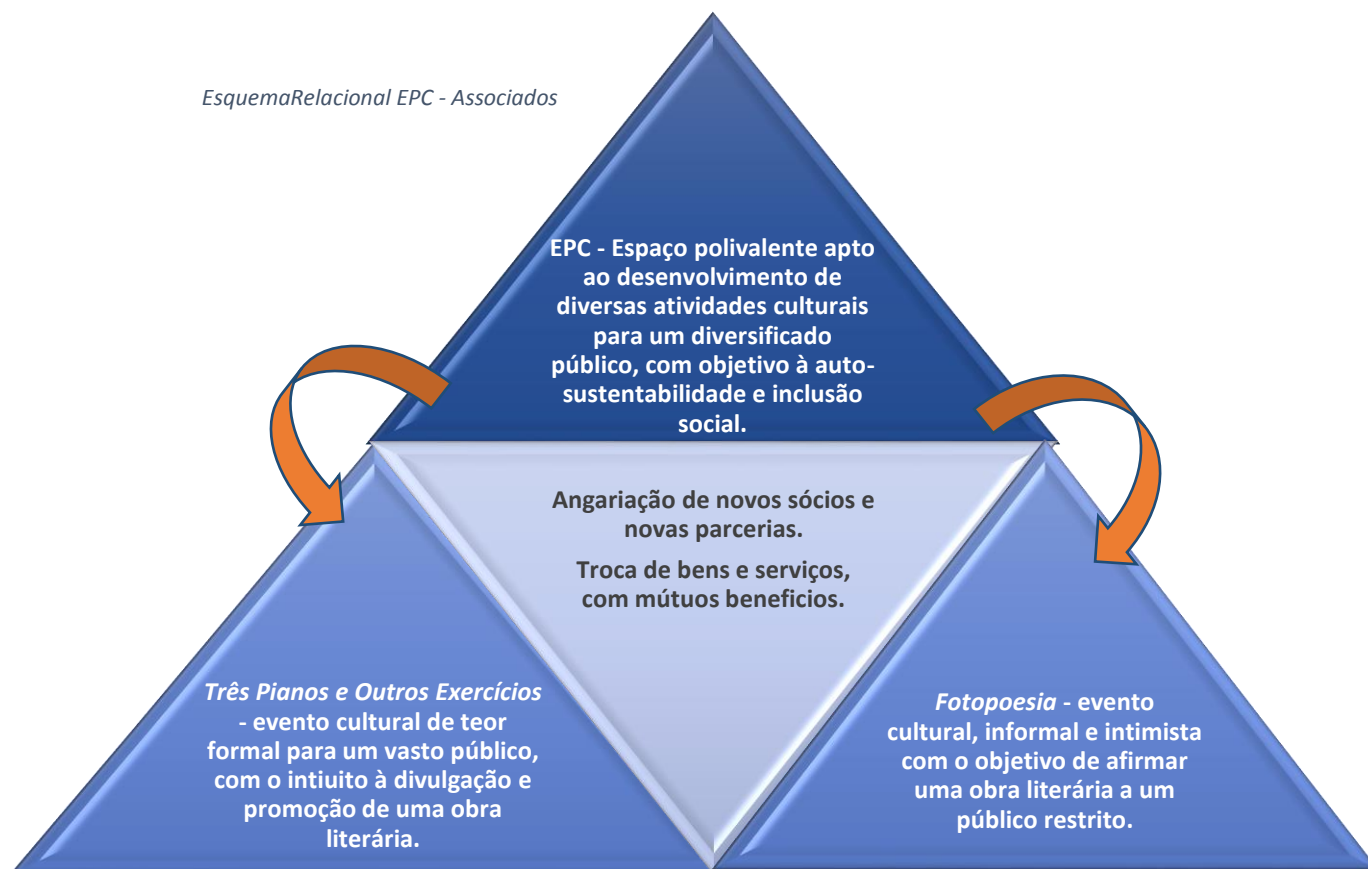 EsquemaRelacional EPC - Associados
EPC - Espaço polivalente apto
ao desenvolvimento de
diversas atividades culturais
para um diversificado
público, com objetivo à auto-
sustentabilidade e inclusão
social.
Angariação de novos sócios e
novas parcerias.
Troca de bens e serviços,
com mútuos beneficios.
Três Pianos e Outros Exercícios
- evento cultural de teor
formal para um vasto público,
com o intiuito à divulgação e
promoção de uma obra
literária.
Fotopoesia - evento
cultural, informal e intimista
com o objetivo de afirmar
uma obra literária a um
público restrito.